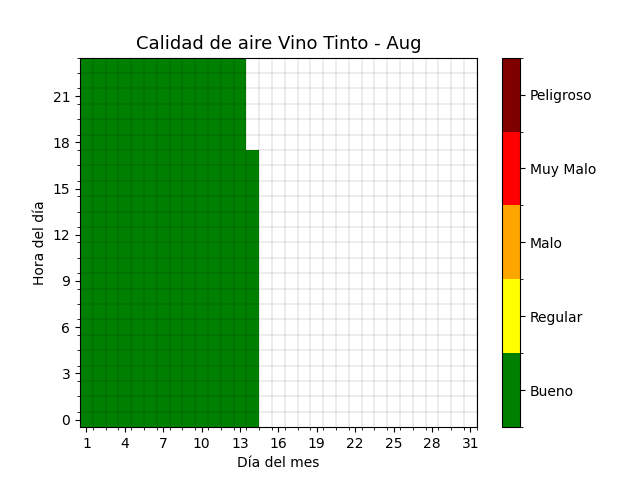 Calidad de aire Vino Tinto - Aug
Hora del día
21
18
15
12
9
6
3
0
1 4 7 10 13 16 19 22 25 28 31
Día del mes
Peligroso
Muy Malo
Malo
Regular
Bueno